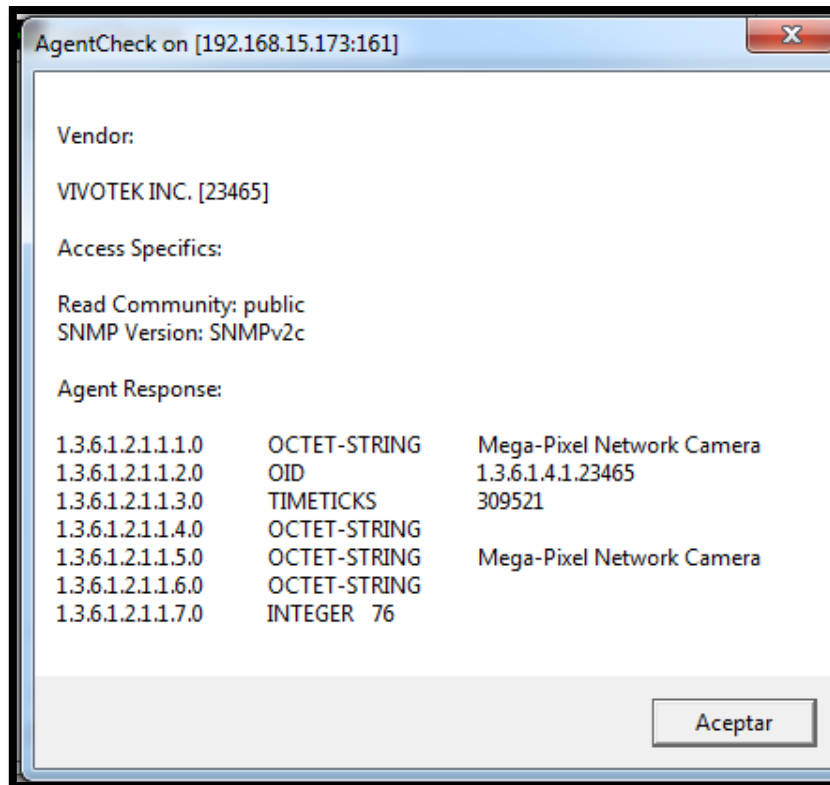 AgentCheck on [192.168.15.173:161]
Vendor:
VIVOTEK INC. [23465]
Access Specifics:
Read Community: public
SNMP Version: SNMPv2c
Agent Response:
1.3.6.1.2.1.1.1.0 OCTET-STRING Mega-Pixel Network Camera
1.3.6.1.2.1.1.2.0 OID 1.3.6.1.4.1.23465
1.3.6.1.2.1.1.3.0 TIMETICKS 309521
1.3.6.1.2.1.1.4.0 OCTET-STRING
1.3.6.1.2.1.1.5.0 OCTET-STRING Mega-Pixel Network Camera
1.3.6.1.2.1.1.6.0 OCTET-STRING
1.3.6.1.2.1.1.7.0 INTEGER 76
Aceptar